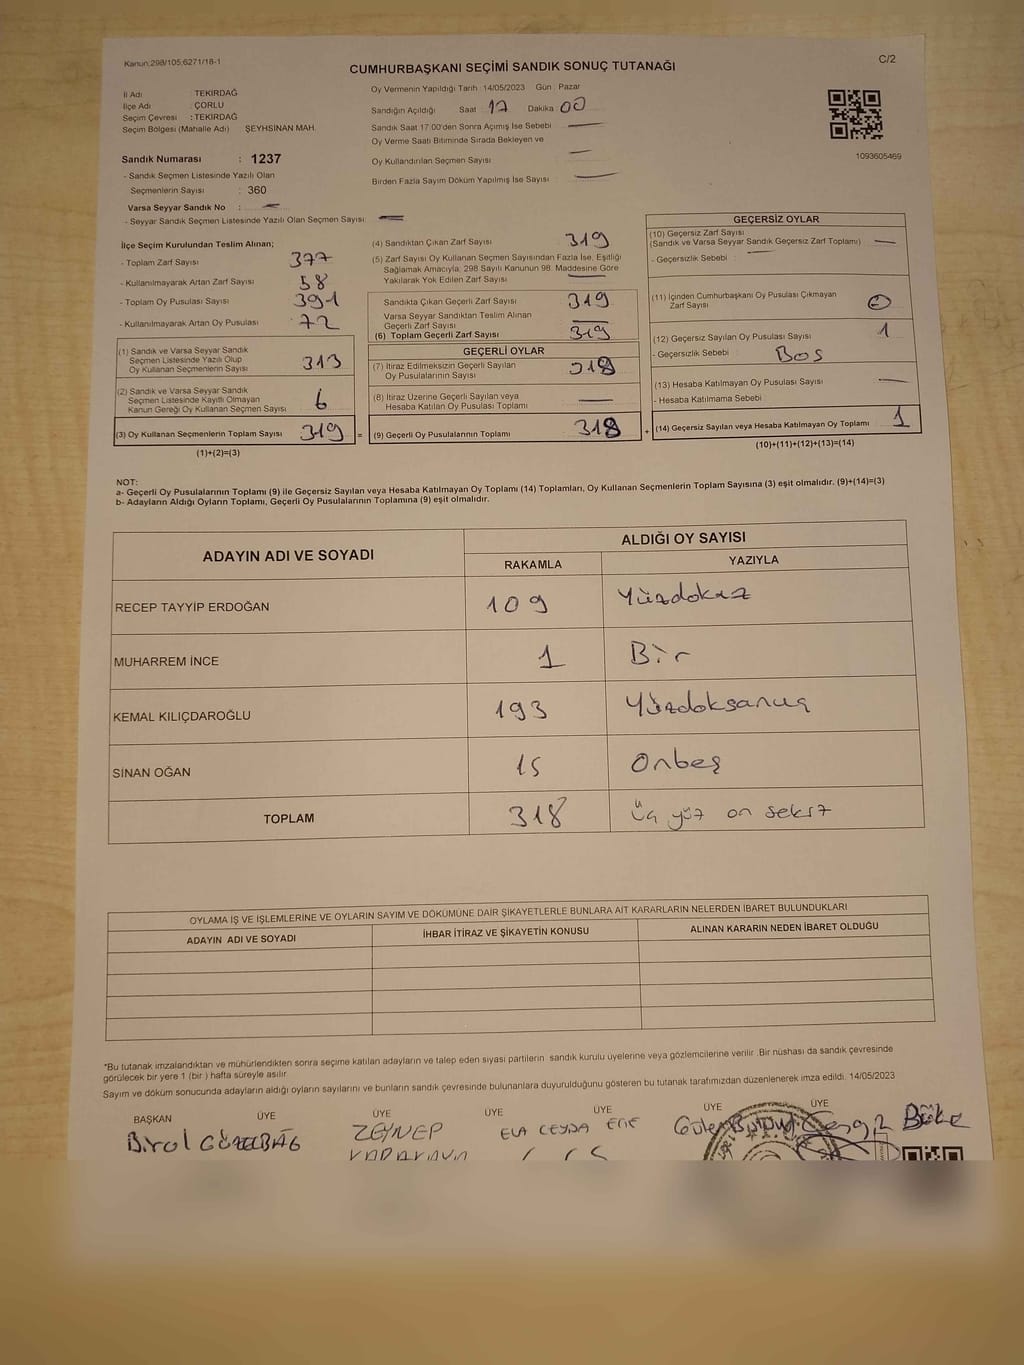 Kanun:298/105;6271/18-1
C/2
CUMHURBAŞKANI SEÇİMİ SANDIK SONUÇ TUTANAĞI
İl Adı : TEKİRDAĞ
İlçe Adı : ÇORLU
Seçim Çevresi : TEKİRDAĞ
Seçim Bölgesi (Mahalle Adı) ŞEYHSİNAN MAH.
Sandık Numarası : 1237
- Sandık Seçmen Listesinde Yazılı Olan
Seçmenlerin Sayısı : 360
Varsa Seyyar Sandık No : —
- Seyyar Sandık Seçmen Listesinde Yazılı Olan Seçmen Sayısı —
Oy Vermenin Yapıldığı Tarih :14/05/2023 Gün : Pazar
Sandığın Açıldığı Saat : 17 Dakika : 00
Sandık Saat 17:00'den Sonra Açımış İse Sebebi —
Oy Verme Saati Bitiminde Sırada Bekleyen ve
Oy Kullandırılan Seçmen Sayısı —
Birden Fazla Sayım Döküm Yapılmış İse Sayısı —
1093605469
İlçe Seçim Kurulundan Teslim Alınan;
- Toplam Zarf Sayısı 377
- Kullanılmayarak Artan Zarf Sayısı 58
- Toplam Oy Pusulası Sayısı 391
- Kullanılmayarak Artan Oy Pusulası 72
(1) Sandık ve Varsa Seyyar Sandık
Seçmen Listesinde Yazılı Olup
Oy Kullanan Seçmenlerin Sayısı 313
(2) Sandık ve Varsa Seyyar Sandık
Seçmen Listesinde Kayıtlı Olmayan
Kanun Gereği Oy Kullanan Seçmen Sayısı 6
(3) Oy Kullanan Seçmenlerin Toplam Sayısı 319 =
(1)+(2)=(3)
(4) Sandıktan Çıkan Zarf Sayısı 319
(5) Zarf Sayısı Oy Kullanan Seçmen Sayısından Fazla İse, Eşitliği
Sağlamak Amacıyla; 298 Sayılı Kanunun 98. Maddesine Göre
Yakılarak Yok Edilen Zarf Sayısı —
Sandıkta Çıkan Geçerli Zarf Sayısı 319
Varsa Seyyar Sandıktan Teslim Alınan
Geçerli Zarf Sayısı —
(6) Toplam Geçerli Zarf Sayısı 319
GEÇERLİ OYLAR
(7) İtiraz Edilmeksizin Geçerli Sayılan
Oy Pusulalarının Sayısı 318
(8) İtiraz Üzerine Geçerli Sayılan veya
Hesaba Katılan Oy Pusulası Toplamı —
(9) Geçerli Oy Pusulalarının Toplamı 318 +
GEÇERSİZ OYLAR
(10) Geçersiz Zarf Sayısı
(Sandık ve Varsa Seyyar Sandık Geçersiz Zarf Toplamı) —
- Geçersizlik Sebebi : —
(11) İçinden Cumhurbaşkanı Oy Pusulası Çıkmayan
Zarf Sayısı 0
(12) Geçersiz Sayılan Oy Pusulası Sayısı 1
- Geçersizlik Sebebi : Boş
(13) Hesaba Katılmayan Oy Pusulası Sayısı —
- Hesaba Katılmama Sebebi
(14) Geçersiz Sayılan veya Hesaba Katılmayan Oy Toplamı 1
(10)+(11)+(12)+(13)=(14)
NOT:
a- Geçerli Oy Pusulalarının Toplamı (9) ile Geçersiz Sayılan veya Hesaba Katılmayan Oy Toplamı (14) Toplamları, Oy Kullanan Seçmenlerin Toplam Sayısına (3) eşit olmalıdır. (9)+(14)=(3)
b- Adayların Aldığı Oyların Toplamı, Geçerli Oy Pusulalarının Toplamına (9) eşit olmalıdır.
ADAYIN ADI VE SOYADI
ALDIĞI OY SAYISI
RAKAMLA YAZIYLA
RECEP TAYYİP ERDOĞAN 109 Yüzdokuz
MUHARREM İNCE 1 Bir
KEMAL KILIÇDAROĞLU 193 Yüzdoksanüç
SİNAN OĞAN 15 Onbeş
TOPLAM 318 üç yüz on sekiz
OYLAMA İŞ VE İŞLEMLERİNE VE OYLARIN SAYIM VE DÖKÜMÜNE DAİR ŞİKAYETLERLE BUNLARA AİT KARARLARIN NELERDEN İBARET BULUNDUKLARI
ADAYIN ADI VE SOYADI İHBAR İTİRAZ VE ŞİKAYETİN KONUSU ALINAN KARARIN NEDEN İBARET OLDUĞU
*Bu tutanak imzalandıktan ve mühürlendikten sonra seçime katılan adayların ve talep eden siyasi partilerin sandık kurulu üyelerine veya gözlemcilerine verilir .Bir nüshası da sandık çevresinde
görülecek bir yere 1 (bir ) hafta süreyle asılır.
Sayım ve döküm sonucunda adayların aldığı oyların sayılarını ve bunların sandık çevresinde bulunanlara duyurulduğunu gösteren bu tutanak tarafımızdan düzenlenerek imza edildi. 14/05/2023
BAŞKAN ÜYE ÜYE ÜYE ÜYE ÜYE ÜYE
Birol GÜZELBAĞ ZEYNEP ELA CEYDA Böke